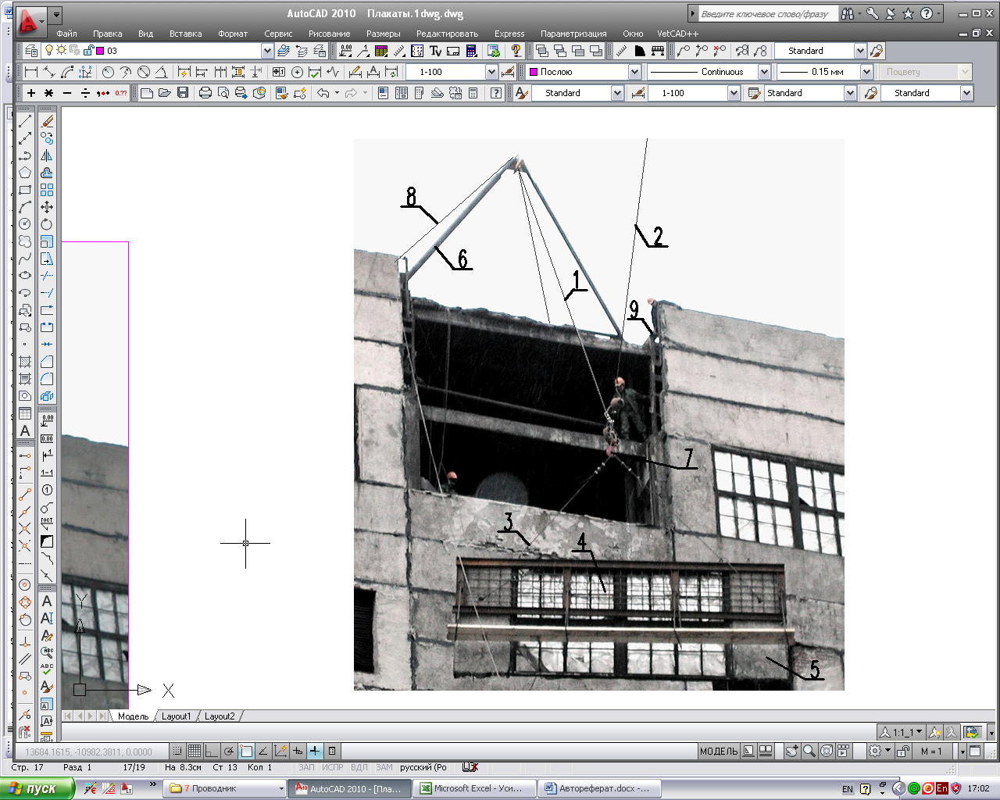 AutoCAD 2010 Плакаты.1dwg.dwg
Введите ключевое слово/фразу
Файл Правка Вид Вставка Формат Сервис Рисование Размеры Редактировать Express Параметризация Окно VetCAD++
03
Standard
1-100
Послою
Continuous
0.15 мм
Поцвету
Standard
1-100
Standard
Standard
8
6
2
1
9
7
3
4
5
Y
X
Модель Layout1 Layout2
1:1_1
13684.1615, -10982.3811, 0.0000
МОДЕЛЬ
M = 1
Стр. 17 Разд 1 17/19 На 8.3см Ст 13 Кол 1 ЗАП ИСПР ВДЛ ЗАМ русский (Ро
пуск
7 Проводник
AutoCAD 2010 - [Пла...
Microsoft Excel - Уси...
Автореферат.docx -...
EN
En
17:02